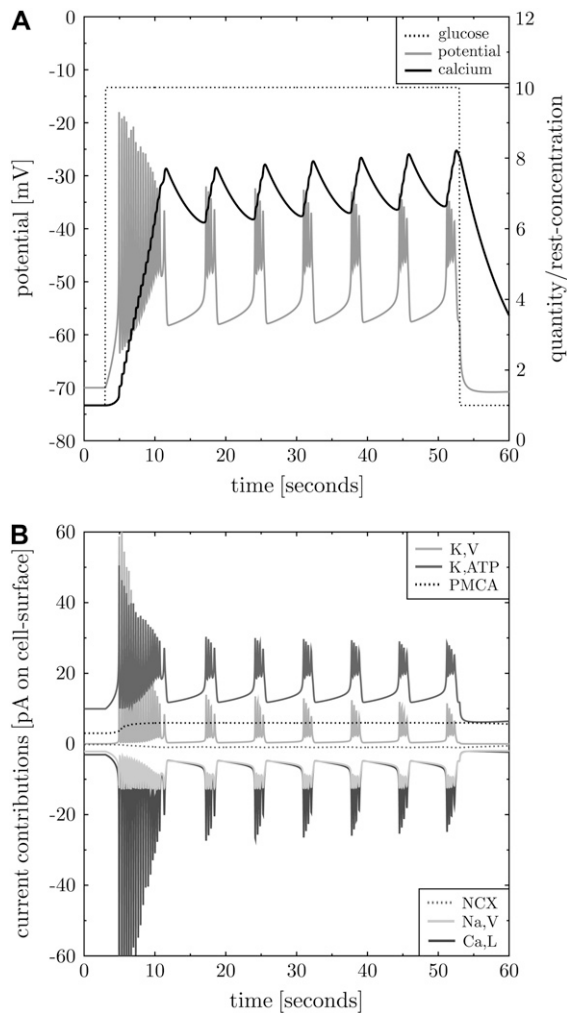 A
glucose
potential
calcium
0
-10
-20
-30
-40
-50
-60
-70
-80
potential [mV]
12
10
8
6
4
2
0
quantity/rest-concentration
0 10 20 30 40 50 60
time [seconds]
B
K,V
K,ATP
PMCA
60
40
20
0
-20
-40
-60
current contributions [pA on cell-surface]
NCX
Na,V
Ca,L
0 10 20 30 40 50 60
time [seconds]